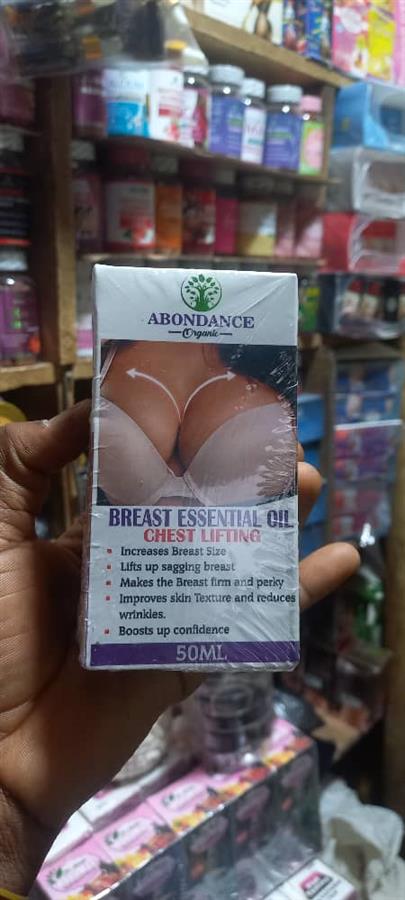 ABONDANCE
Organic
BREAST ESSENTIAL OIL
CHEST LIFTING
Increases Breast Size
Lifts up sagging breast
Makes the Breast firm and perky
Improves skin Texture and reduces
wrinkles.
Boosts up confidence
50ML